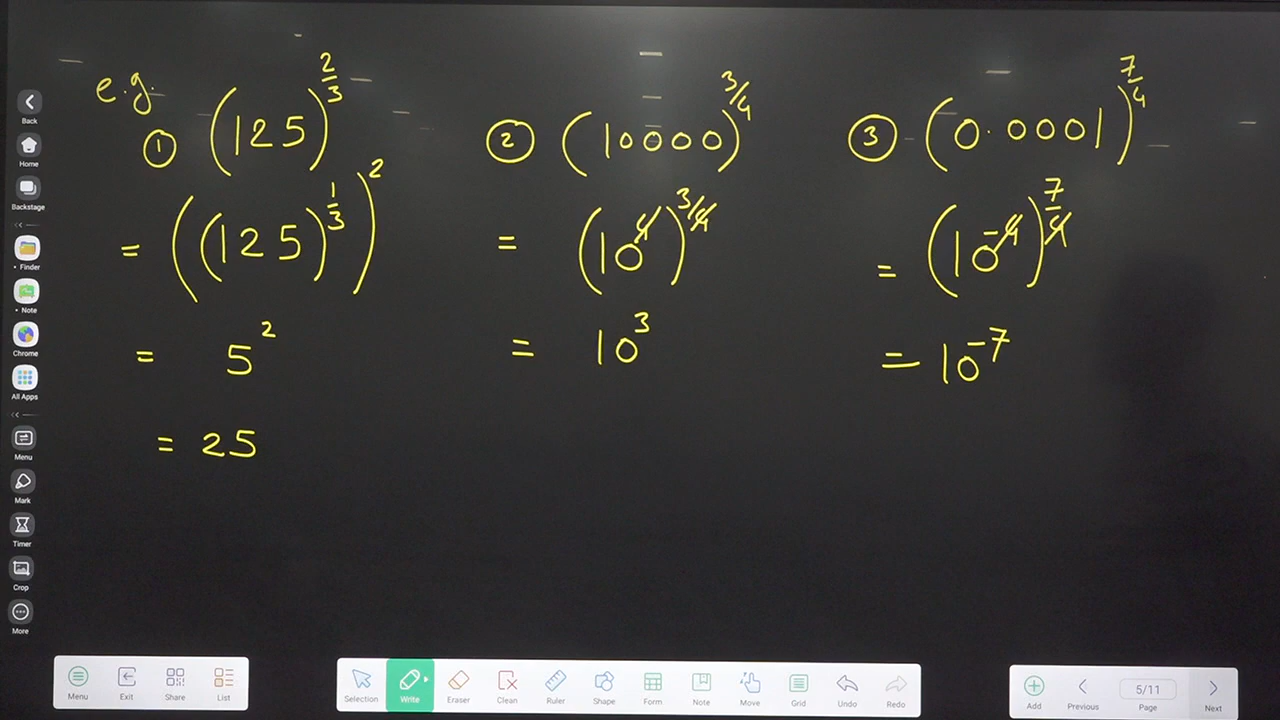 e.g.
① (125)^(2/3)
= ((125)^(1/3))^2
= 5^2
= 25
② (10000)^(3/4)
= (10^4)^(3/4)
= 10^3
③ (0.0001)^(7/4)
= (10^-4)^(7/4)
= 10^-7
Back
Home
Backstage
Finder
Note
Chrome
All Apps
Menu
Mark
Timer
Crop
More
Menu Exit Share List
Selection Write Eraser Clean Ruler Shape Form Note Move Grid Undo Redo
Add Previous 5/11 Next